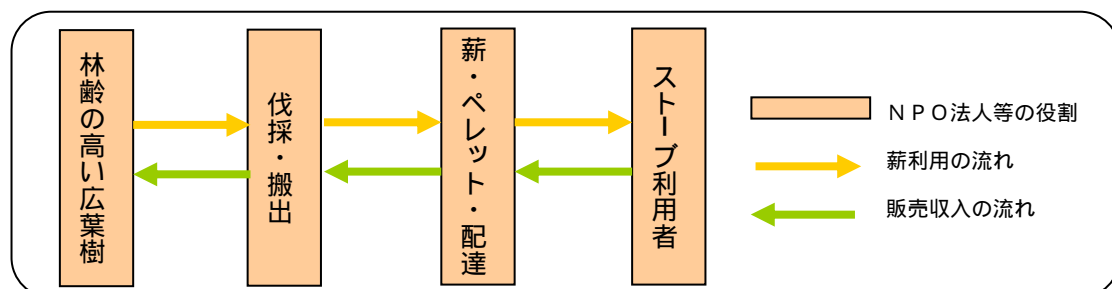 林齢の高い広葉樹
伐採・搬出
薪・ペレット・配達
ストーブ利用者
ＮＰＯ法人等の役割
薪利用の流れ
販売収入の流れ